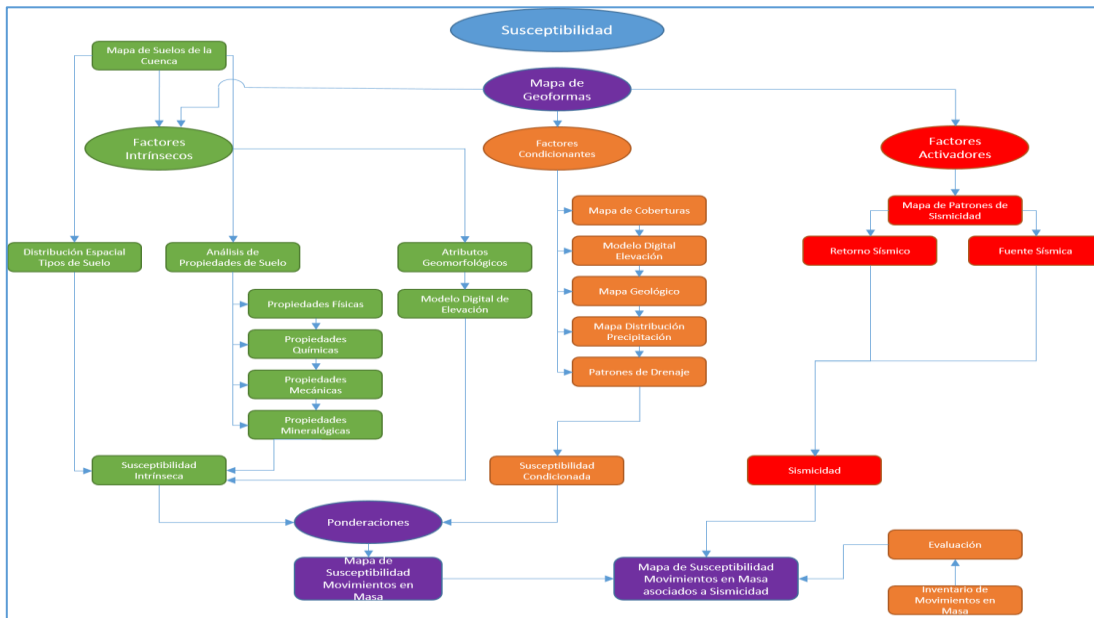 Susceptibilidad
Mapa de Suelos de la
Cuenca
Mapa de
Geoformas
Factores
Intrínsecos
Factores
Condicionantes
Factores
Activadores
Mapa de Coberturas
Mapa de Patrones de
Sismicidad
Distribución Espacial
Tipos de Suelo
Análisis de
Propiedades de Suelo
Atributos
Geomorfológicos
Modelo Digital
Elevación
Retorno Sísmico
Fuente Sísmica
Propiedades Físicas
Modelo Digital de
Elevación
Mapa Geológico
Propiedades
Químicas
Mapa Distribución
Precipitación
Propiedades
Mecánicas
Patrones de Drenaje
Propiedades
Mineralógicas
Susceptibilidad
Intrínseca
Susceptibilidad
Condicionada
Sismicidad
Ponderaciones
Evaluación
Mapa de
Susceptibilidad
Movimientos en
Masa
Mapa de Susceptibilidad
Movimientos en Masa
asociados a Sismicidad
Inventario de
Movimientos en
Masa